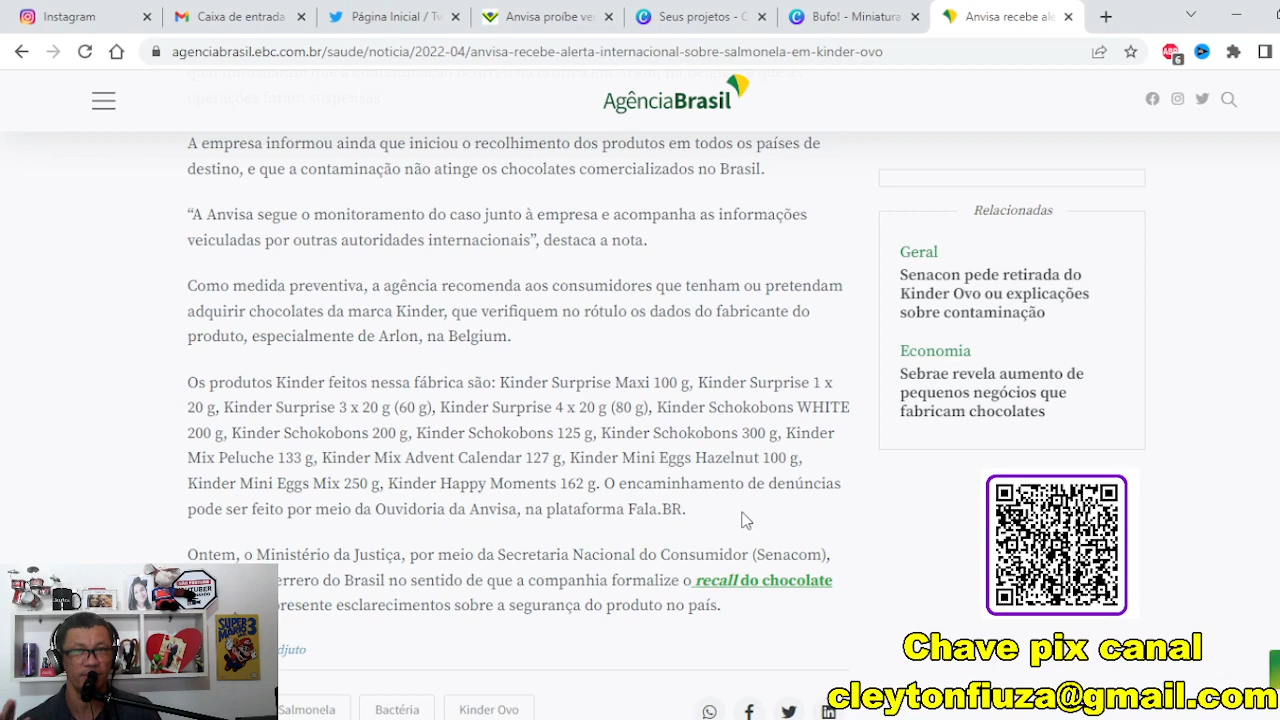 Instagram
Caixa de entrada
Página Inicial / Tw
Anvisa proíbe ve
Seus projetos - C
Bufo! - Miniatura
Anvisa recebe ale
agenciabrasil.ebc.com.br/saude/noticia/2022-04/anvisa-recebe-alerta-internacional-sobre-salmonela-em-kinder-ovo
6
AgênciaBrasil
operações foram suspensas
A empresa informou ainda que iniciou o recolhimento dos produtos em todos os países de
destino, e que a contaminação não atinge os chocolates comercializados no Brasil.
“A Anvisa segue o monitoramento do caso junto à empresa e acompanha as informações
veiculadas por outras autoridades internacionais”, destaca a nota.
Como medida preventiva, a agência recomenda aos consumidores que tenham ou pretendam
adquirir chocolates da marca Kinder, que verifiquem no rótulo os dados do fabricante do
produto, especialmente de Arlon, na Belgium.
Os produtos Kinder feitos nessa fábrica são: Kinder Surprise Maxi 100 g, Kinder Surprise 1 x
20 g, Kinder Surprise 3 x 20 g (60 g), Kinder Surprise 4 x 20 g (80 g), Kinder Schokobons WHITE
200 g, Kinder Schokobons 200 g, Kinder Schokobons 125 g, Kinder Schokobons 300 g, Kinder
Mix Peluche 133 g, Kinder Mix Advent Calendar 127 g, Kinder Mini Eggs Hazelnut 100 g,
Kinder Mini Eggs Mix 250 g, Kinder Happy Moments 162 g. O encaminhamento de denúncias
pode ser feito por meio da Ouvidoria da Anvisa, na plataforma Fala.BR.
Ontem, o Ministério da Justiça, por meio da Secretaria Nacional do Consumidor (Senacom),
errero do Brasil no sentido de que a companhia formalize o recall do chocolate
presente esclarecimentos sobre a segurança do produto no país.
djuto
Salmonela
Bactéria
Kinder Ovo
Relacionadas
Geral
Senacon pede retirada do
Kinder Ovo ou explicações
sobre contaminação
Economia
Sebrae revela aumento de
pequenos negócios que
fabricam chocolates
Chave pix canal
cleytonfiuza@gmail.com
YOUTUBER
SUPER
MARIO
3